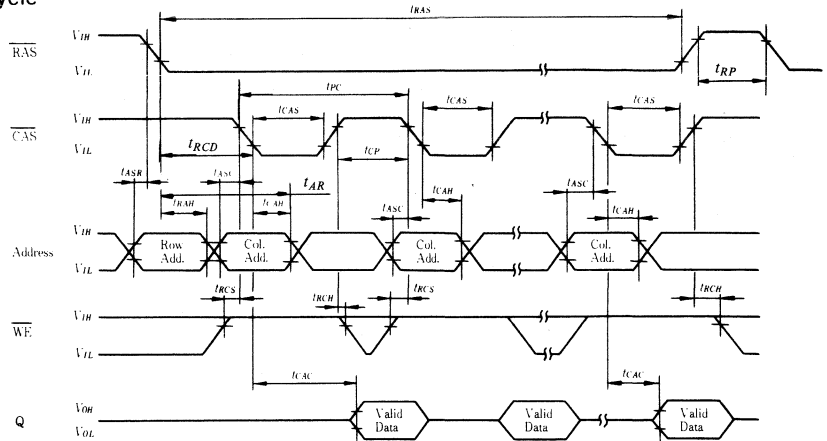 ycle
tRAS
RAS
VIH
VIL
tRP
tPC
tCAS
tCAS
tCAS
CAS
VIH
VIL
tRCD
tCP
tASR
tASC
tAR
tRAH
tCAH
tASC
tCAH
tASC
tCAH
Address
VIH
VIL
Row
Add.
Col.
Add.
Col.
Add.
Col.
Add.
tRCS
tRCH
tRCS
tRCH
WE
VIH
VIL
tCAC
tCAC
Q
VOH
VOL
Valid
Data
Valid
Data
Valid
Data